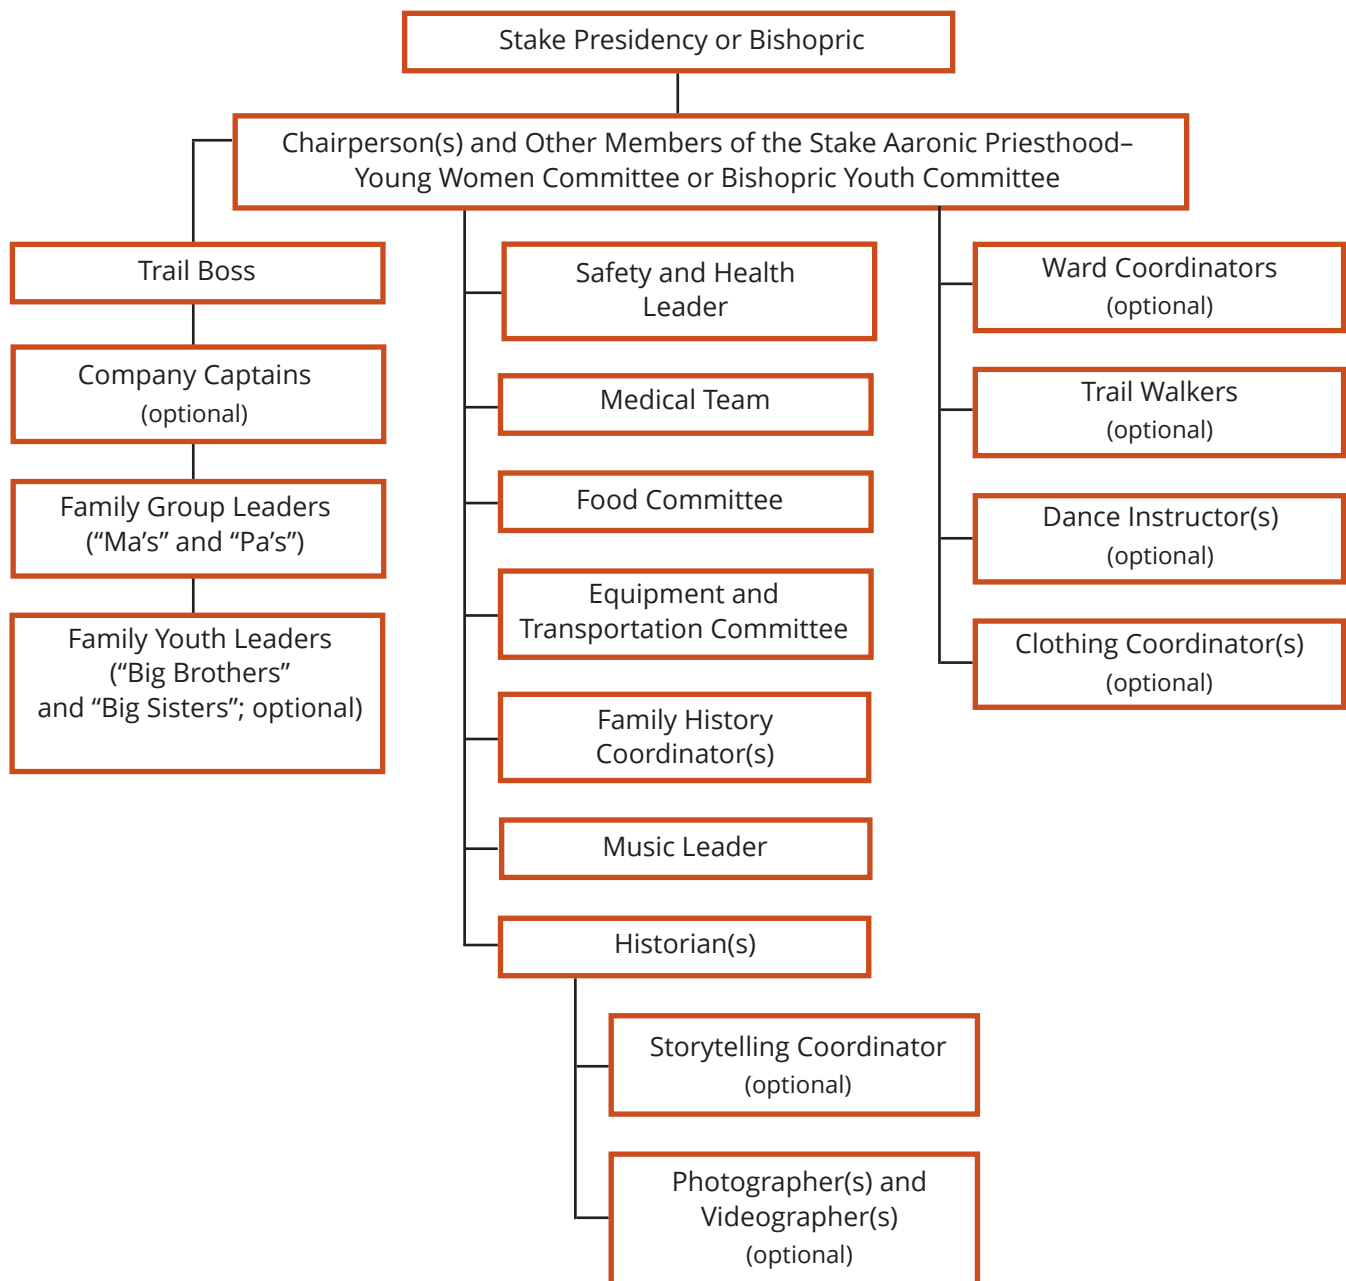 Stake Presidency or Bishopric
Chairperson(s) and Other Members of the Stake Aaronic Priesthood–
Young Women Committee or Bishopric Youth Committee
Trail Boss
Company Captains
(optional)
Family Group Leaders
(“Ma’s” and “Pa’s”)
Family Youth Leaders
(“Big Brothers”
and “Big Sisters”; optional)
Safety and Health
Leader
Medical Team
Food Committee
Equipment and
Transportation Committee
Family History
Coordinator(s)
Music Leader
Historian(s)
Storytelling Coordinator
(optional)
Photographer(s) and
Videographer(s)
(optional)
Ward Coordinators
(optional)
Trail Walkers
(optional)
Dance Instructor(s)
(optional)
Clothing Coordinator(s)
(optional)